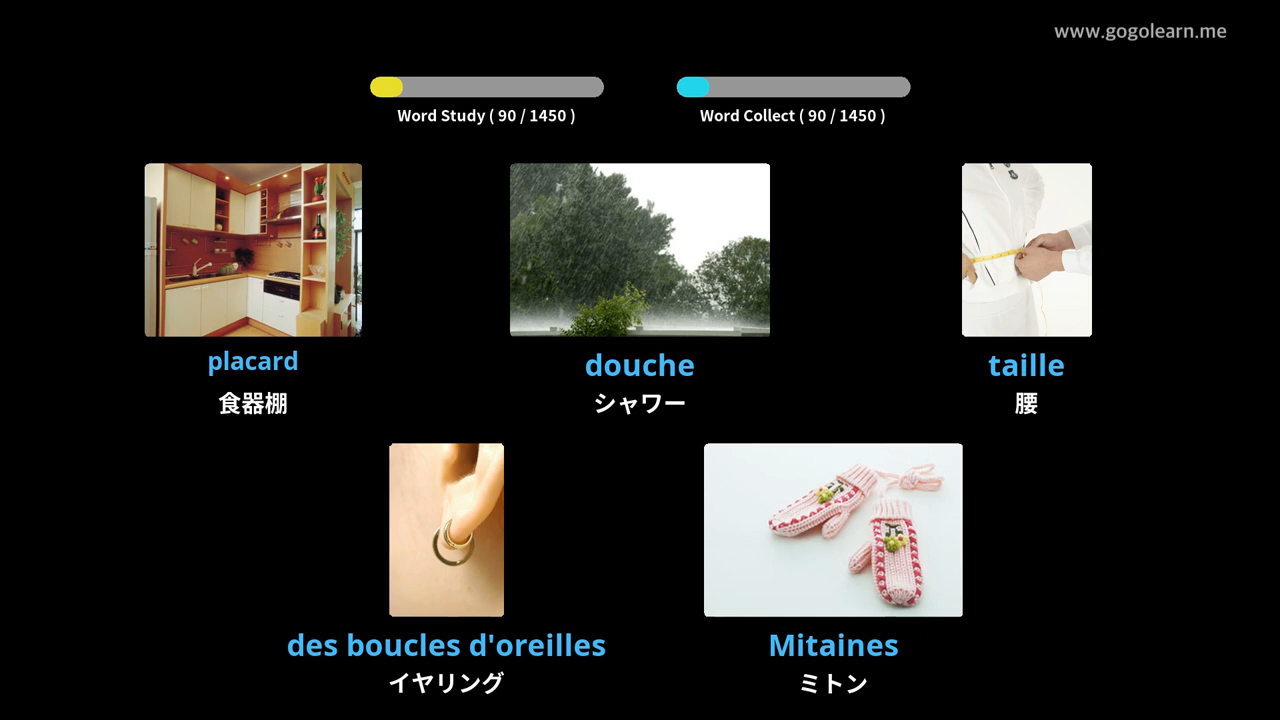 www.gogolearn.me
Word Study ( 90 / 1450 )
Word Collect ( 90 / 1450 )
placard
食器棚
douche
シャワー
taille
腰
des boucles d'oreilles
イヤリング
Mitaines
ミトン